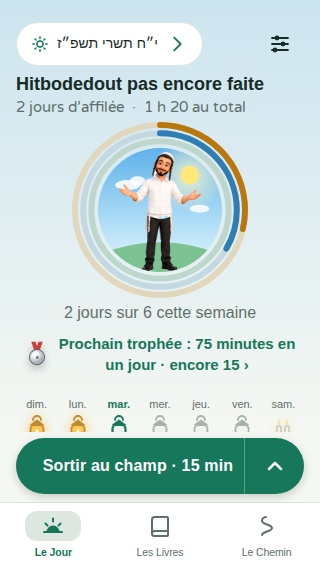 י״ח תשרי תשפ״ז
Hitbodedout pas encore faite
2 jours d’affilée · 1 h 20 au total
2 jours sur 6 cette semaine
Prochain trophée : 75 minutes en
un jour · encore 15 ›
dim. lun. mar. mer. jeu. ven. sam.
Sortir au champ · 15 min
Le Jour Les Livres Le Chemin